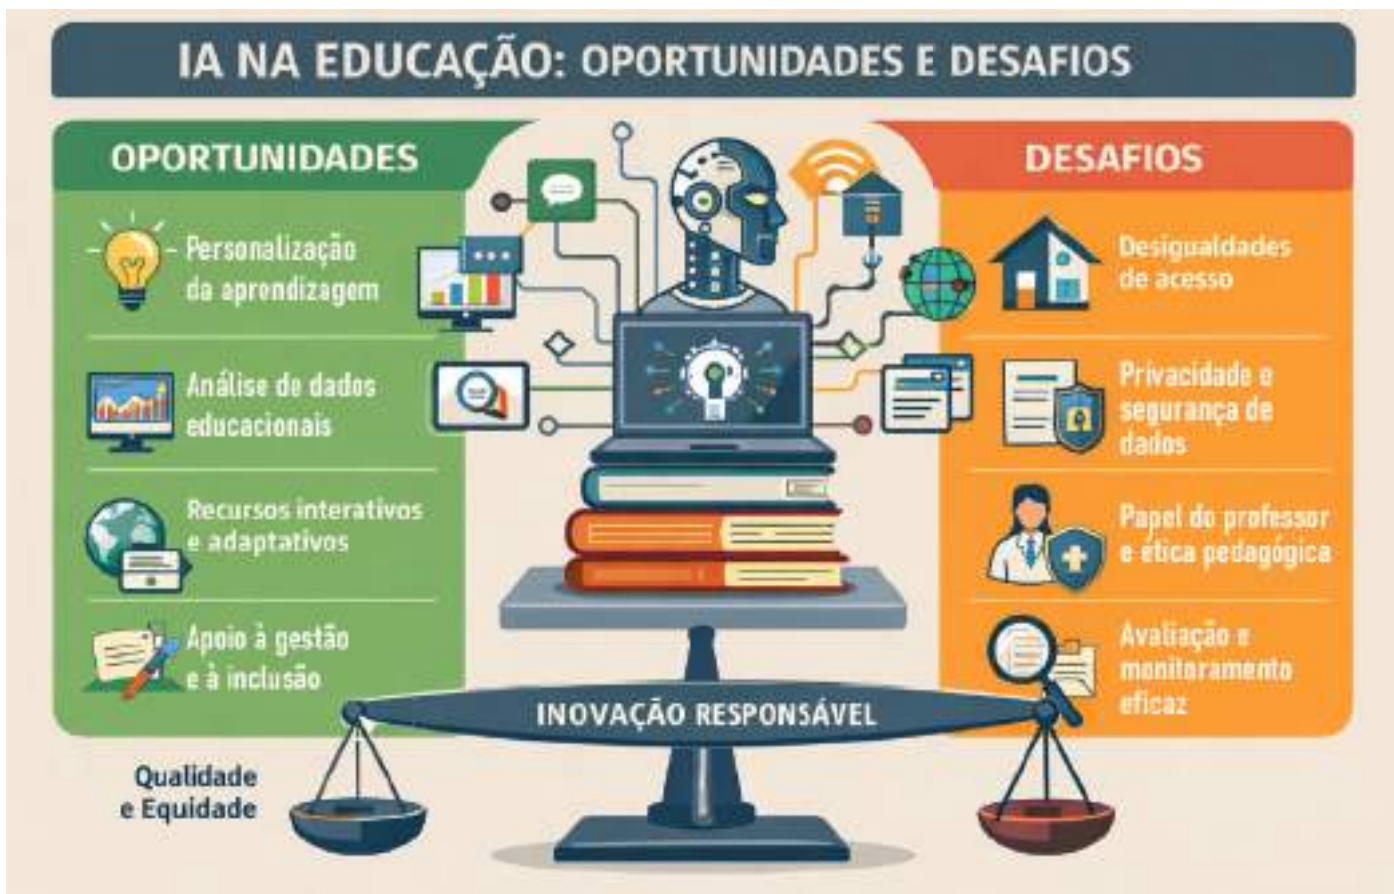 IA NA EDUCAÇÃO: OPORTUNIDADES E DESAFIOS
OPORTUNIDADES
Personalização
da aprendizagem
Análise de dados
educacionais
Recursos interativos
e adaptativos
Apoio à gestão
e à inclusão
DESAFIOS
Desigualdades
de acesso
Privacidade e
segurança de
dados
Papel do professor
e ética pedagógica
Avaliação e
monitoramento
eficaz
INOVAÇÃO RESPONSÁVEL
Qualidade
e Equidade